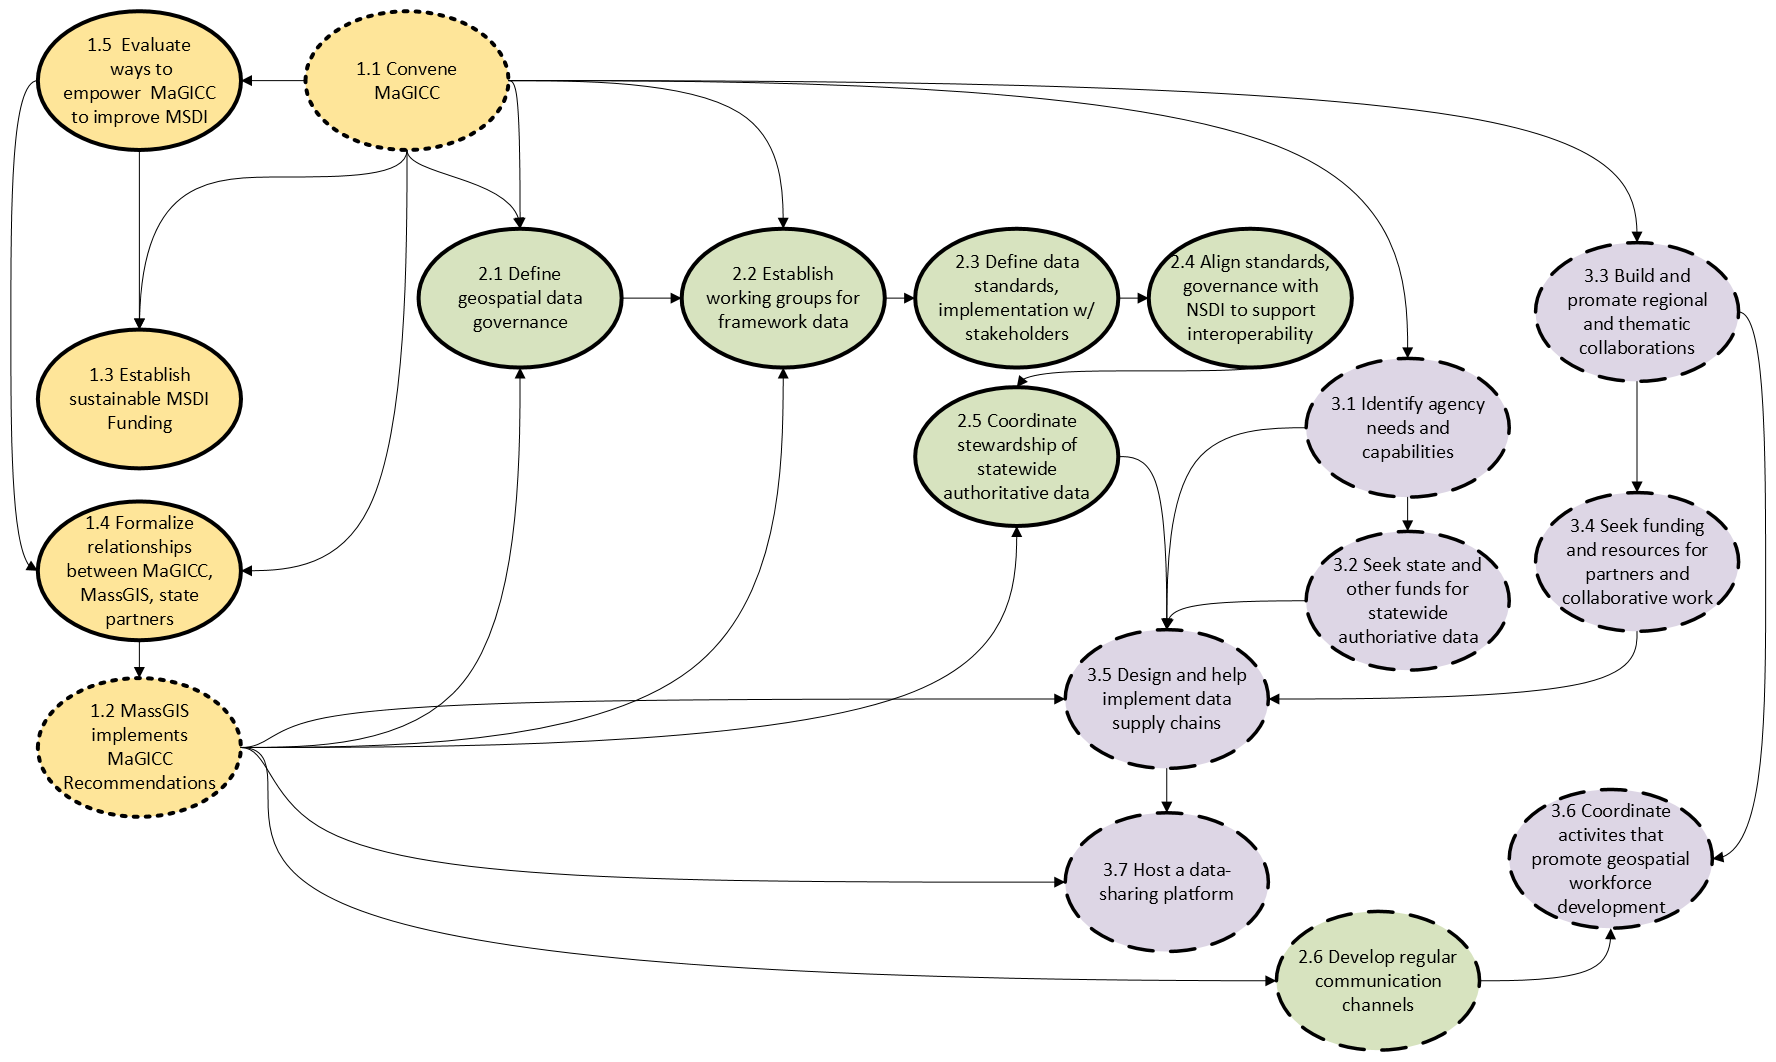 1.5  Evaluate
ways to
empower  MaGICC
to improve MSDI
1.1 Convene
MaGICC
2.1 Define
geospatial data
governance
2.2 Establish
working groups for
framework data
2.3 Define data
standards,
implementation w/
stakeholders
2.4 Align standards,
governance with
NSDI to support
interoperability
3.3 Build and
promate regional
and thematic
collaborations
1.3 Establish
sustainable MSDI
Funding
2.5 Coordinate
stewardship of
statewide
authoritative data
3.1 Identify agency
needs and
capabilities
1.4 Formalize
relationships
between MaGICC,
MassGIS, state
partners
3.2 Seek state and
other funds for
statewide
authoriative data
3.4 Seek funding
and resources for
partners and
collaborative work
1.2 MassGIS
implements
MaGICC
Recommendations
3.5 Design and help
implement data
supply chains
3.7 Host a data-
sharing platform
3.6 Coordinate
activites that
promote geospatial
workforce
development
2.6 Develop regular
communication
channels